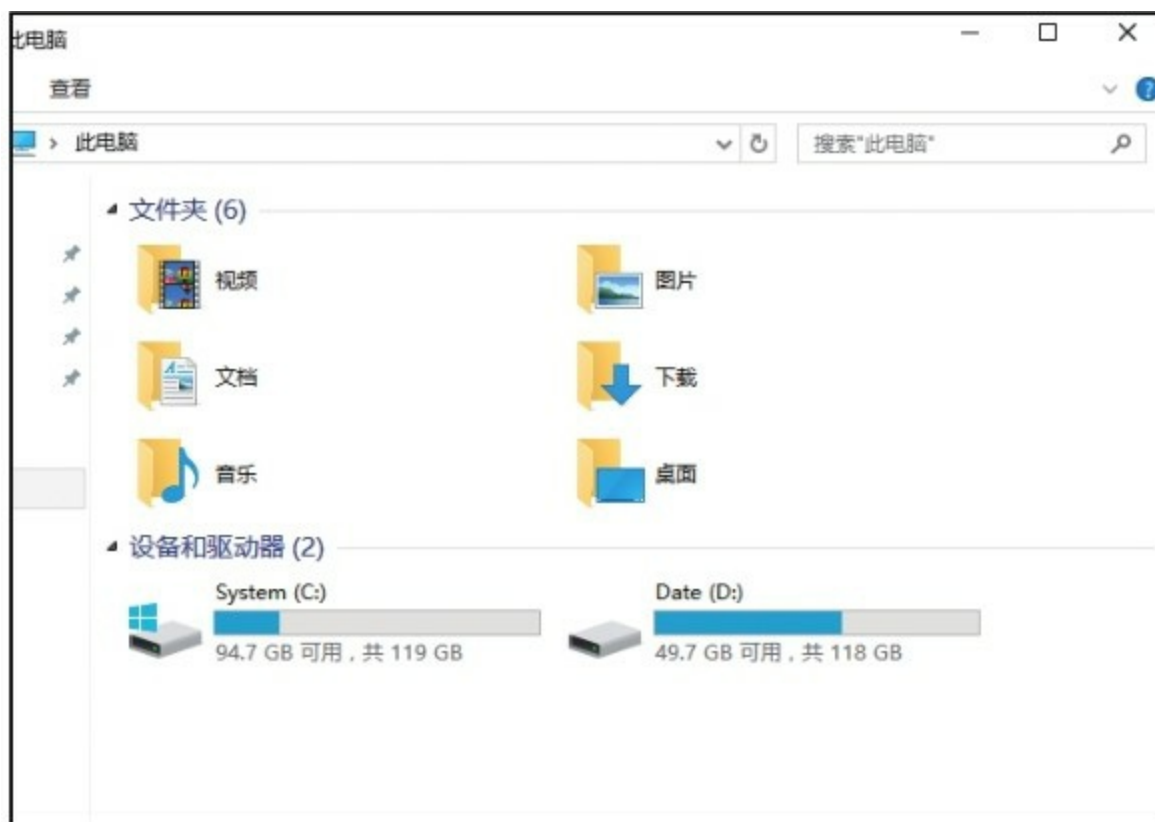 此电脑
查看
此电脑
搜索"此电脑"
文件夹 (6)
视频
图片
文档
下载
音乐
桌面
设备和驱动器 (2)
System (C:)
Date (D:)
94.7 GB 可用，共 119 GB
49.7 GB 可用，共 118 GB